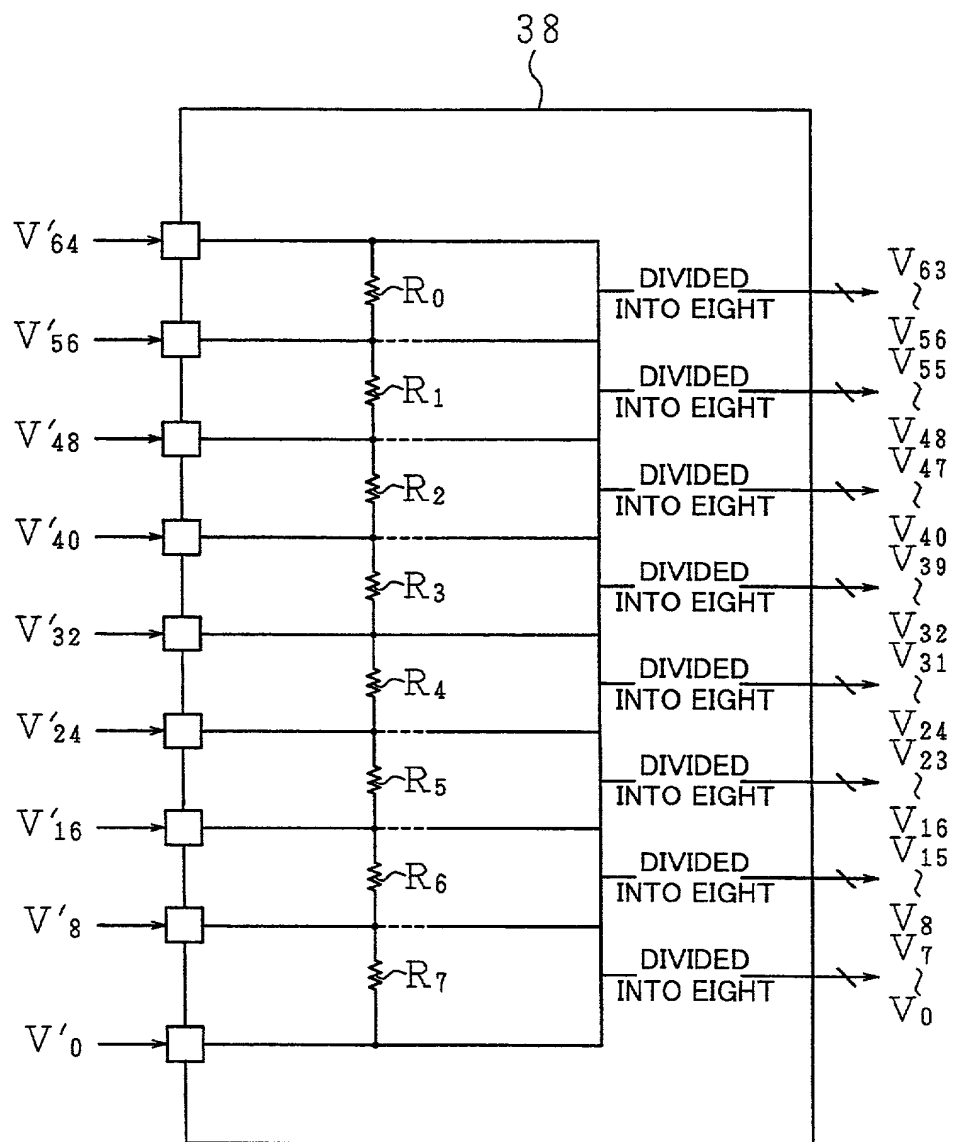 38
V'64
V63
R0
DIVIDED
INTO EIGHT
V'56
V56
V55
R1
DIVIDED
INTO EIGHT
V'48
V48
V47
R2
DIVIDED
INTO EIGHT
V'40
V40
V39
R3
DIVIDED
INTO EIGHT
V'32
V32
V31
R4
DIVIDED
INTO EIGHT
V'24
V24
V23
R5
DIVIDED
INTO EIGHT
V'16
V16
V15
R6
DIVIDED
INTO EIGHT
V'8
V8
V7
R7
DIVIDED
INTO EIGHT
V0
V'0